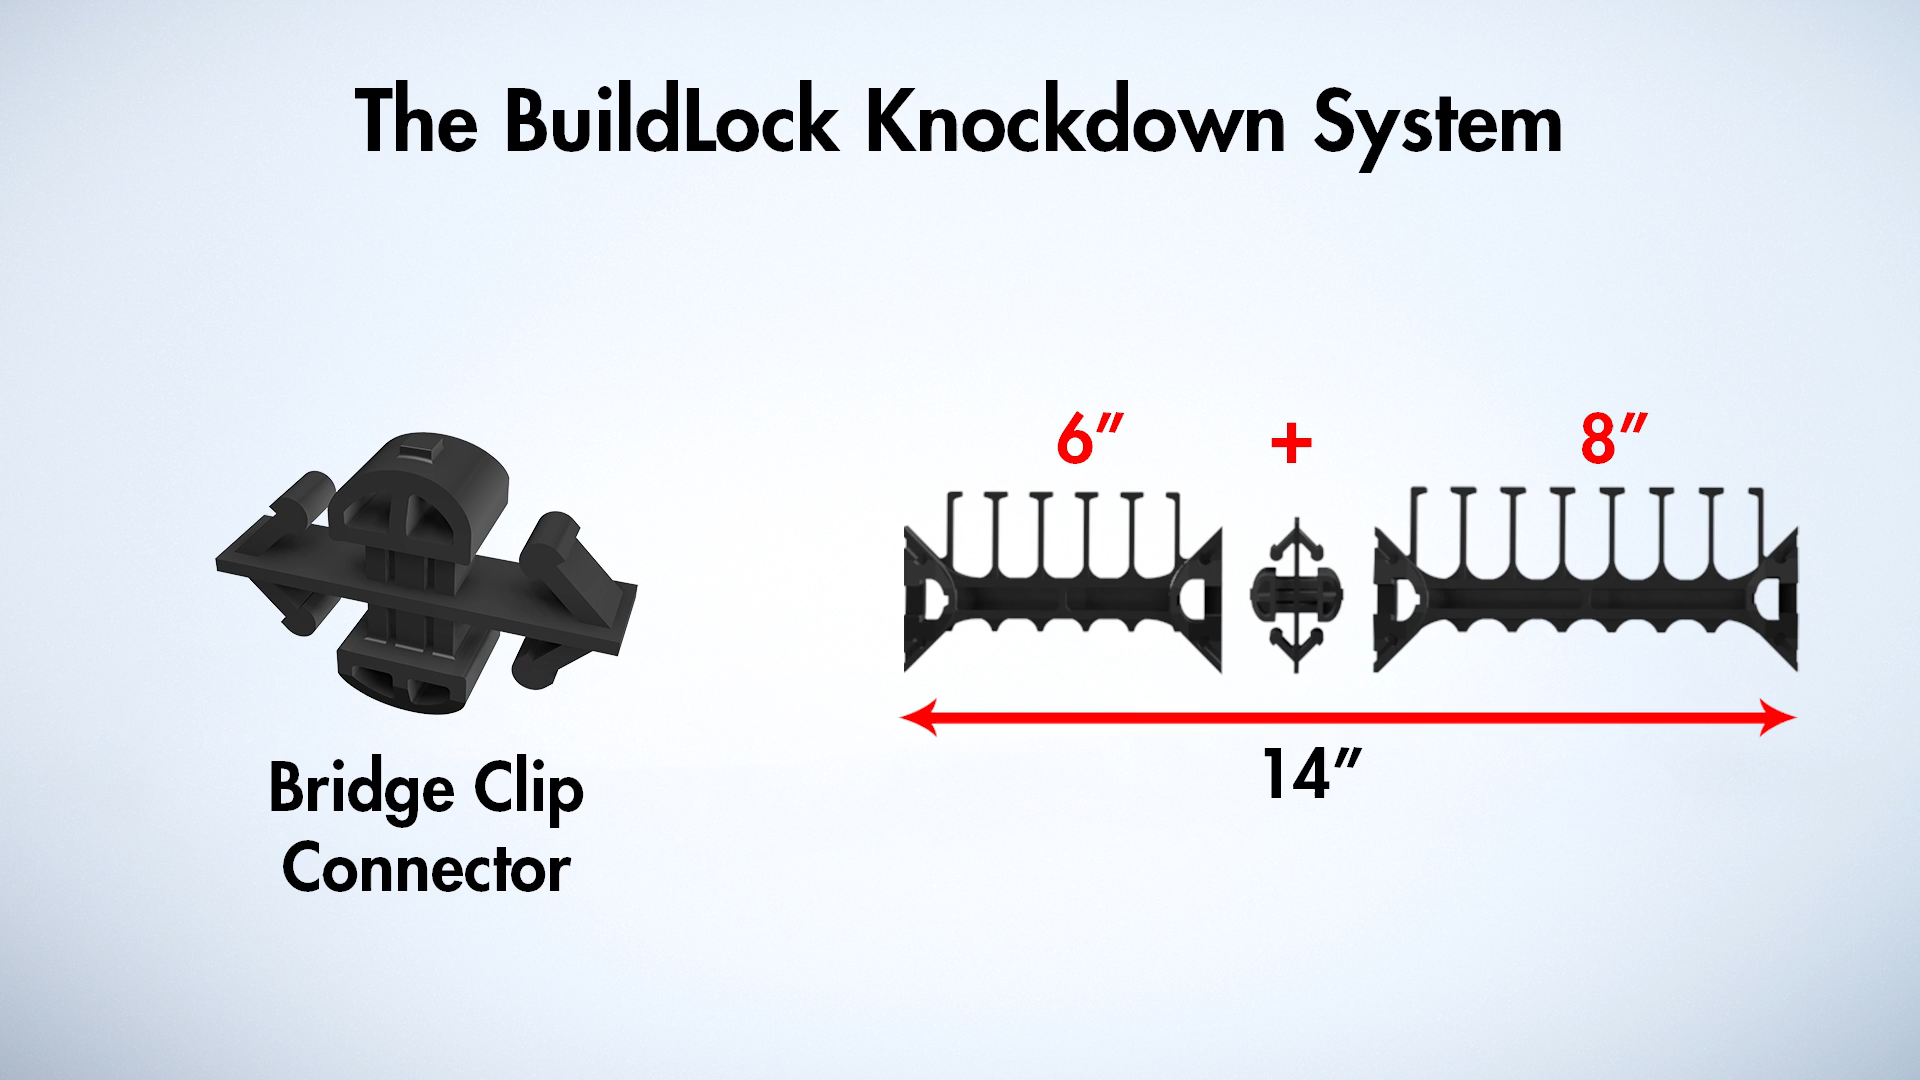 The BuildLock Knockdown System
6″ + 8″
14″
Bridge Clip
Connector